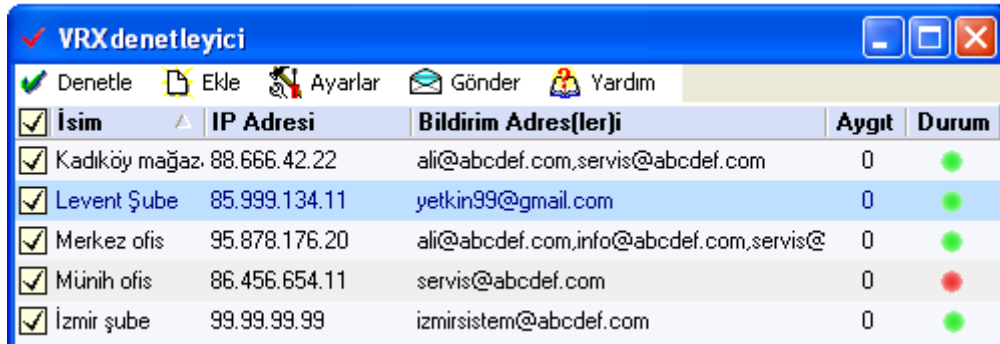 VRXdenetleyici
Denetle Ekle Ayarlar Gönder Yardım
İsim IP Adresi Bildirim Adres(ler)i Aygıt Durum
Kadıköy mağaz. 88.666.42.22 ali@abcdef.com,servis@abcdef.com 0
Levent Şube 85.999.134.11 yetkin99@gmail.com 0
Merkez ofis 95.878.176.20 ali@abcdef.com,info@abcdef.com,servis@ 0
Münih ofis 86.456.654.11 servis@abcdef.com 0
İzmir şube 99.99.99.99 izmirsistem@abcdef.com 0